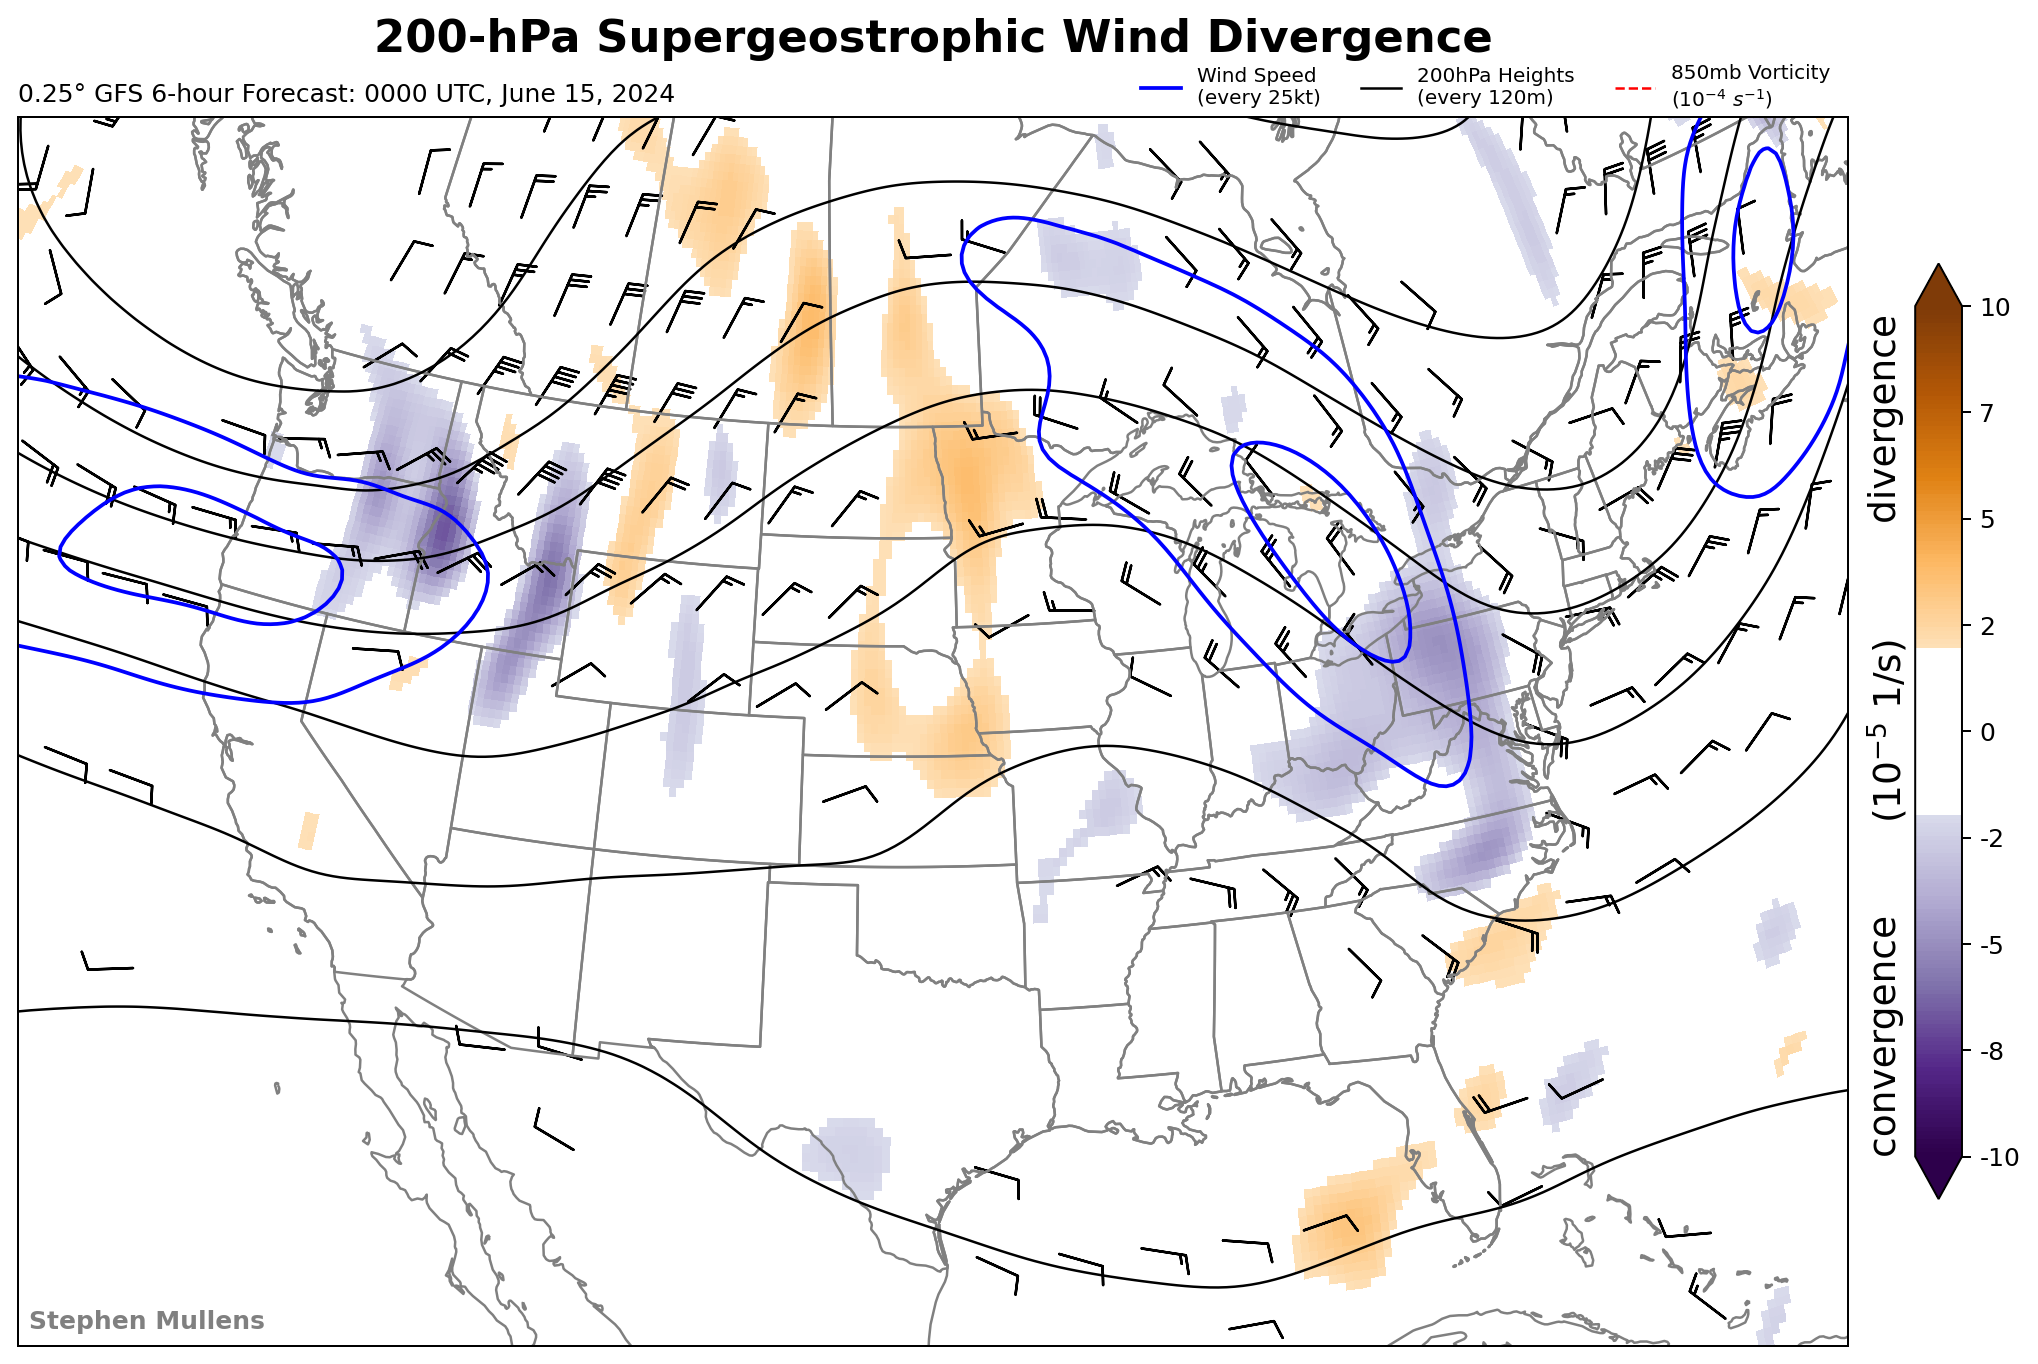 200-hPa Supergeostrophic Wind Divergence
0.25° GFS 6-hour Forecast: 0000 UTC, June 15, 2024
Wind Speed
(every 25kt)
200hPa Heights
(every 120m)
850mb Vorticity
(10⁻⁴ s⁻¹)
10
7
5
2
0
-2
-5
-8
-10
convergence (10⁻⁵ 1/s) divergence
Stephen Mullens